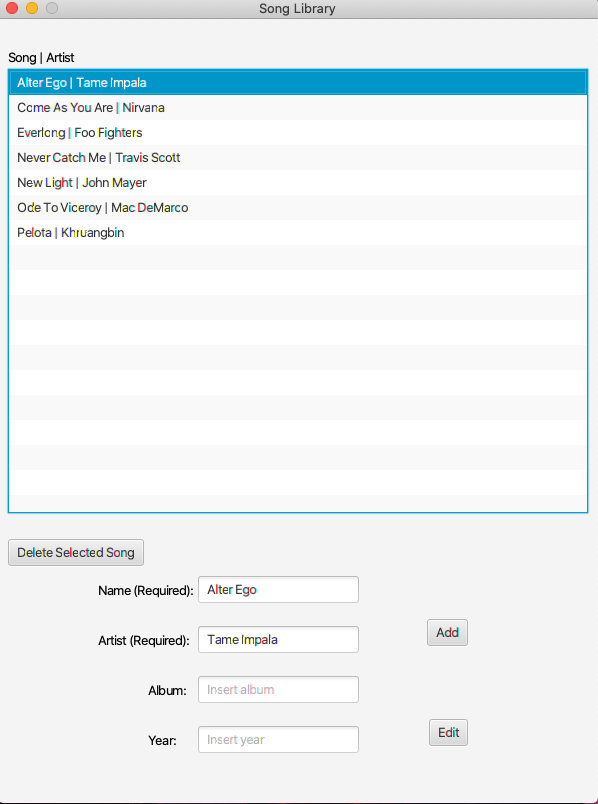 Song Library
Song | Artist
Alter Ego | Tame Impala
Come As You Are | Nirvana
Everlong | Foo Fighters
Never Catch Me | Travis Scott
New Light | John Mayer
Ode To Viceroy | Mac DeMarco
Pelota | Khruangbin
Delete Selected Song
Name (Required): Alter Ego
Artist (Required): Tame Impala
Add
Album: Insert album
Year: Insert year
Edit